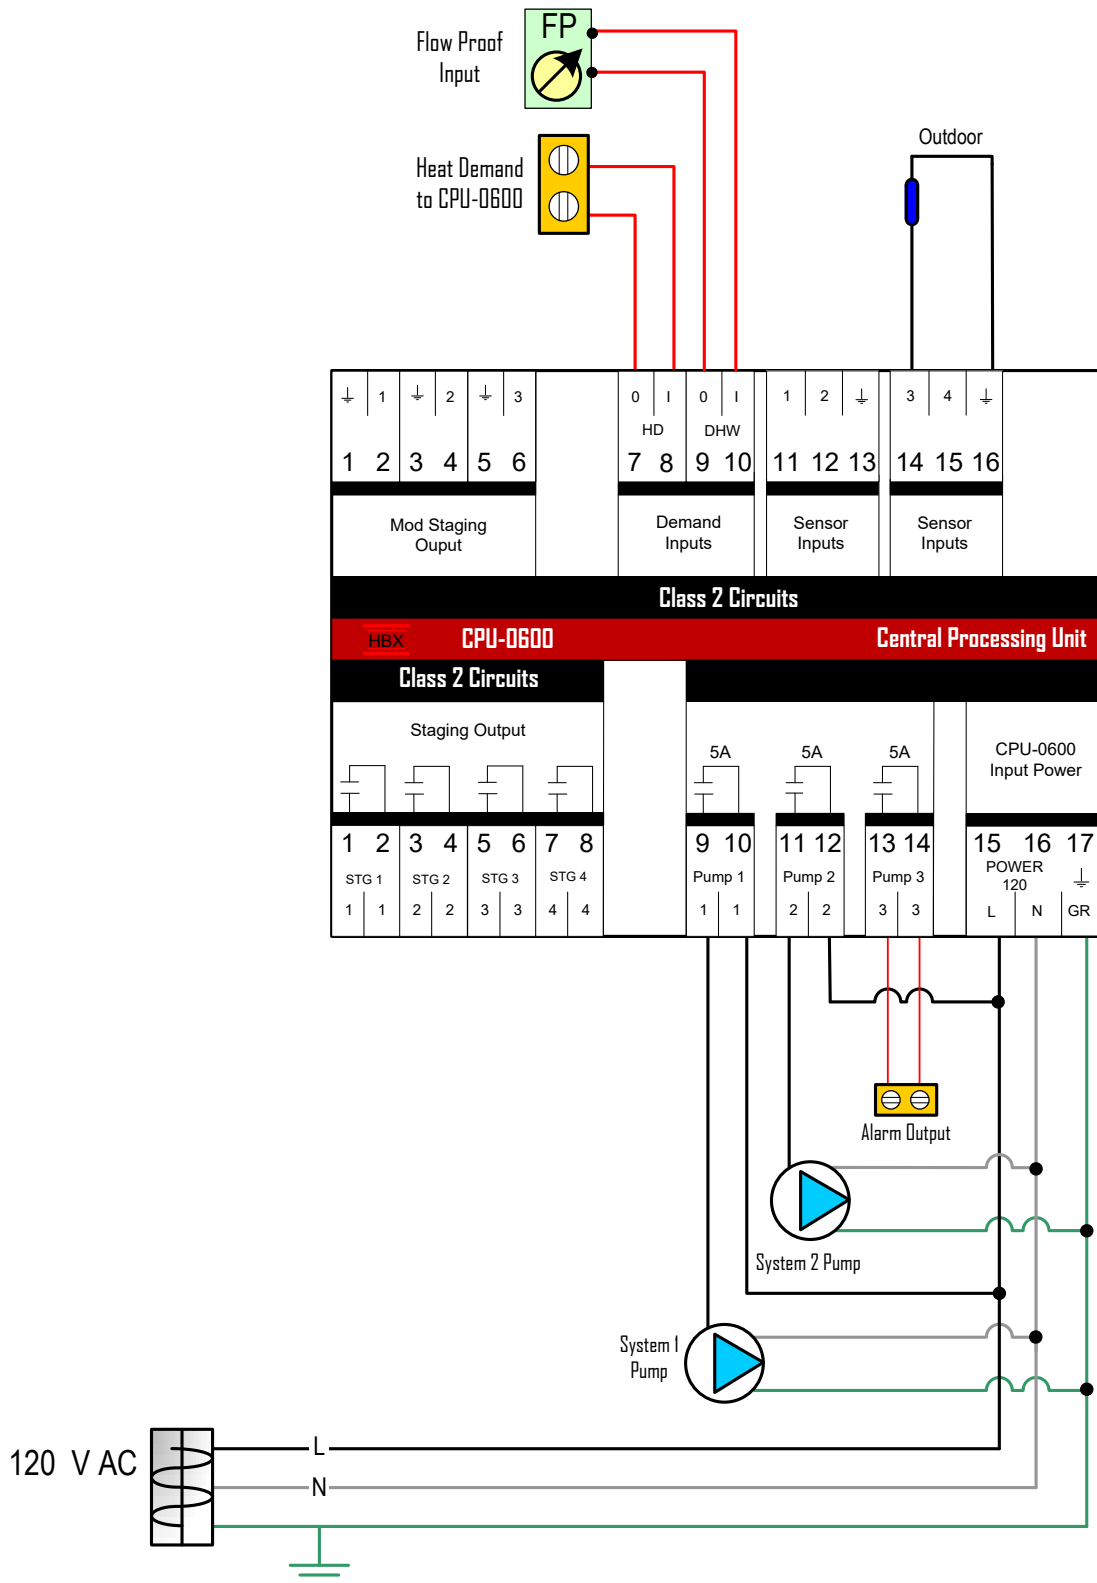 FP
Flow Proof
Input
Heat Demand
to CPU-0600
Outdoor
1 2 3
0 I 0 I
1 2
3 4
HD DHW
1 2 3 4 5 6
7 8 9 10
11 12 13
14 15 16
Mod Staging
Ouput
Demand
Inputs
Sensor
Inputs
Sensor
Inputs
Class 2 Circuits
HBX CPU-0600 Central Processing Unit
Class 2 Circuits
Staging Output
5A 5A 5A
CPU-0600
Input Power
1 2 3 4 5 6 7 8
9 10 11 12 13 14
15 16 17
STG 1 STG 2 STG 3 STG 4
Pump 1 Pump 2 Pump 3
POWER
120
1 1 2 2 3 3 4 4
1 1 2 2 3 3
L N GR
Alarm Output
System 2 Pump
System 1
Pump
120 V AC
L
N